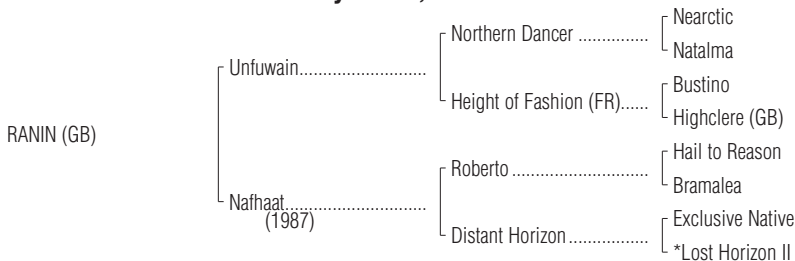 Nearctic
Northern Dancer ................
Natalma
Unfuwain...........................
Bustino
Height of Fashion (FR)......
Highclere (GB)
RANIN (GB)
Hail to Reason
Roberto ...............................
Bramalea
Nafhaat..............................
(1987)
Exclusive Native
Distant Horizon..................
*Lost Horizon II